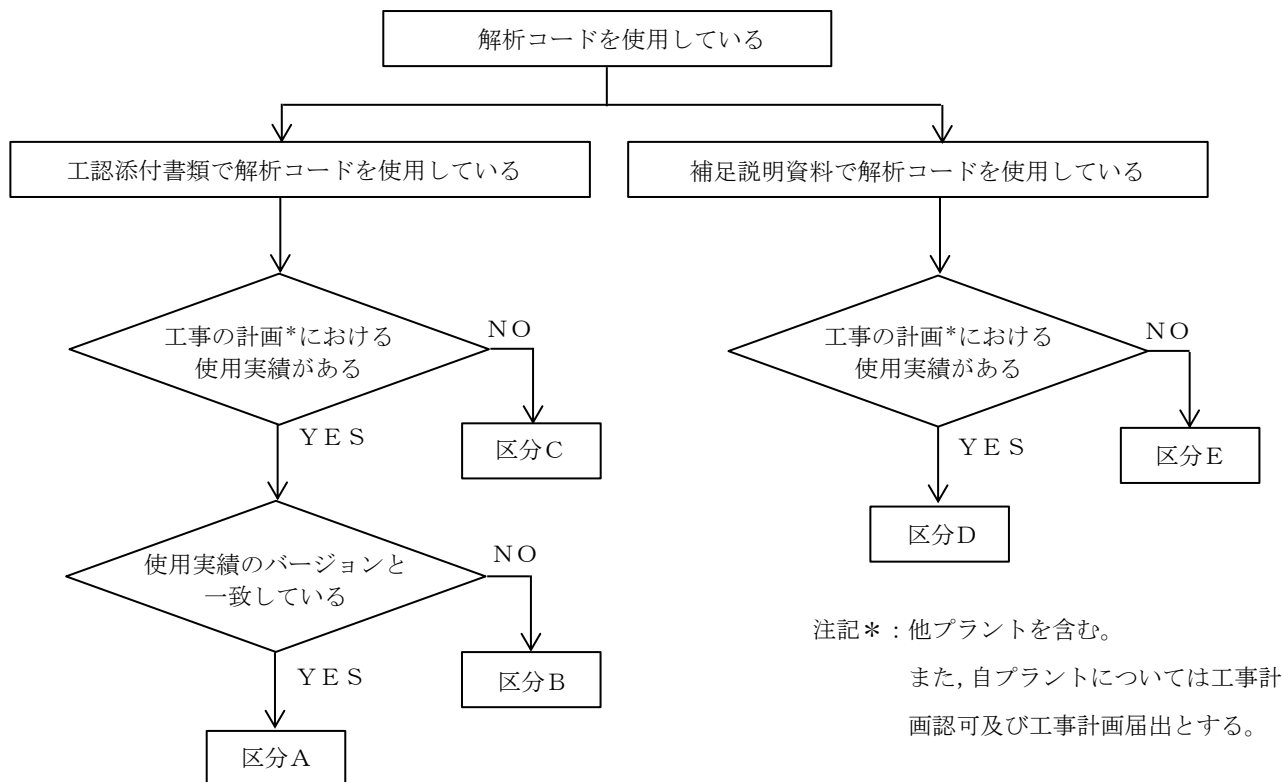 解析コードを使用している
工認添付書類で解析コードを使用している
補足説明資料で解析コードを使用している
工事の計画*における
使用実績がある
NO
区分C
YES
使用実績のバージョンと
一致している
NO
区分B
YES
区分A
工事の計画*における
使用実績がある
NO
区分E
YES
区分D
注記＊：他プラントを含む。
また,自プラントについては工事計
画認可及び工事計画届出とする。